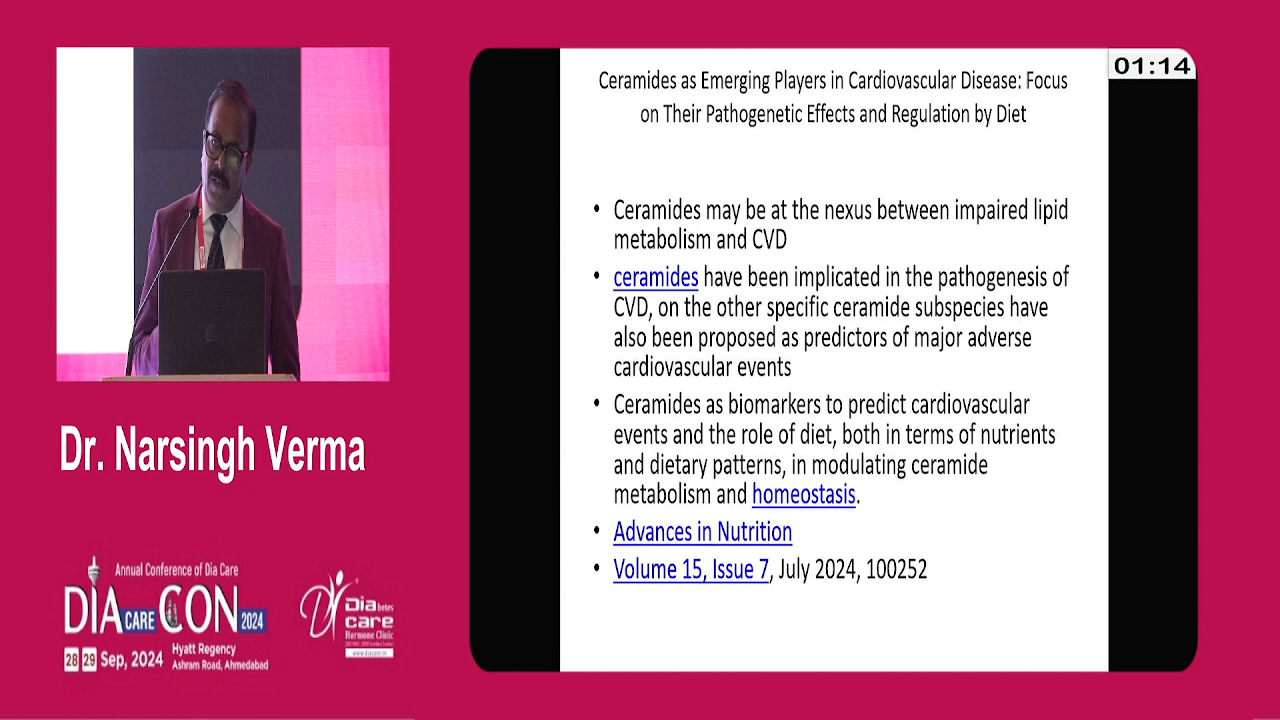 01:14
Ceramides as Emerging Players in Cardiovascular Disease: Focus
on Their Pathogenetic Effects and Regulation by Diet
• Ceramides may be at the nexus between impaired lipid
metabolism and CVD
• ceramides have been implicated in the pathogenesis of
CVD, on the other specific ceramide subspecies have
also been proposed as predictors of major adverse
cardiovascular events
• Ceramides as biomarkers to predict cardiovascular
events and the role of diet, both in terms of nutrients
and dietary patterns, in modulating ceramide
metabolism and homeostasis.
• Advances in Nutrition
• Volume 15, Issue 7, July 2024, 100252
Dr. Narsingh Verma
Annual Conference of Dia Care
DIA CARE CON 2024
28 29 Sep, 2024
Hyatt Regency
Ashram Road, Ahmedabad
Diabetes
care
Hormone Clinic
www.diacare.in